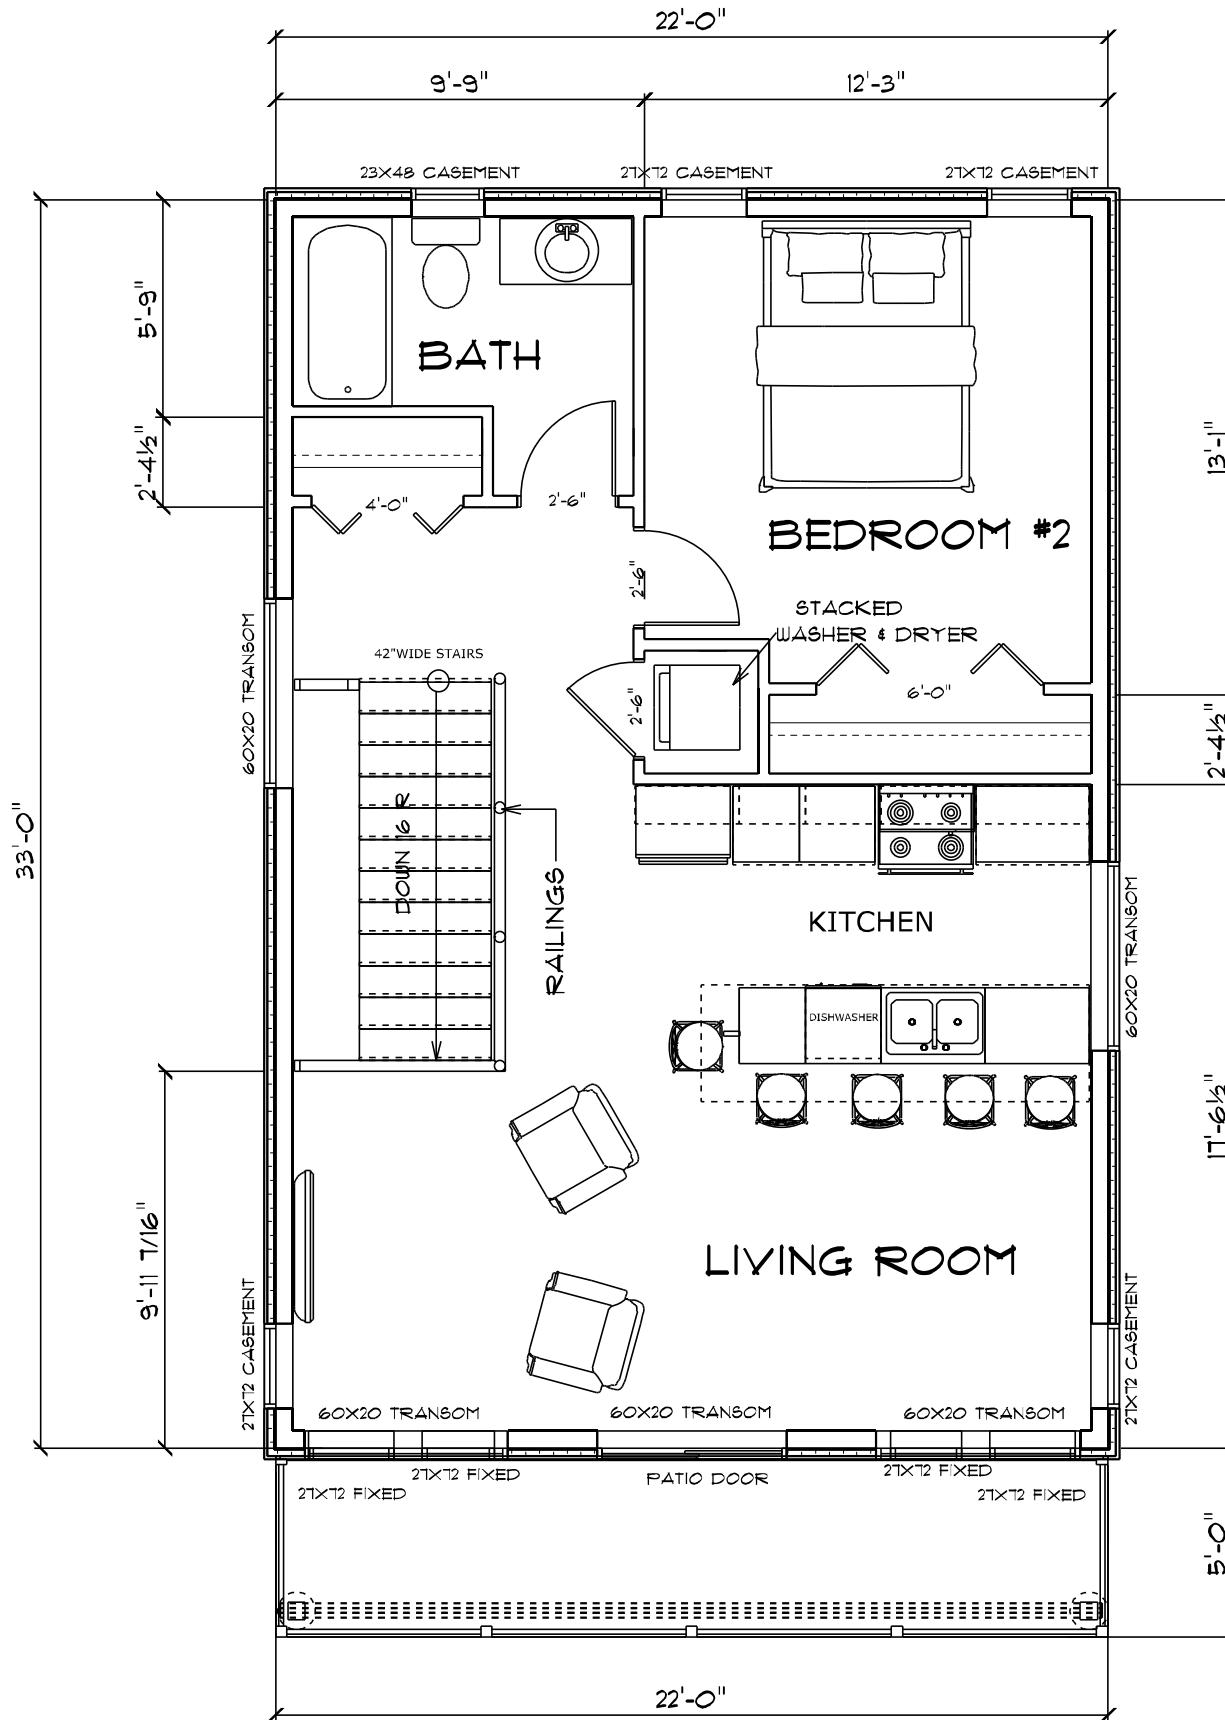 22'-0"
9'-9"
12'-3"
23X48 CASEMENT
27X72 CASEMENT
27X72 CASEMENT
5'-9"
13'-1"
BATH
2'-4½"
4'-0"
2'-6"
BEDROOM #2
2'-6"
STACKED
WASHER & DRYER
60X20 TRANSOM
42"WIDE STAIRS
2'-6"
6'-0"
2'-4½"
33'-0"
DOWN 16 R
RAILINGS
KITCHEN
60X20 TRANSOM
DISHWASHER
17'-6½"
9'-11 7/16"
LIVING ROOM
27X72 CASEMENT
27X72 CASEMENT
60X20 TRANSOM
60X20 TRANSOM
60X20 TRANSOM
27X72 FIXED
27X72 FIXED
PATIO DOOR
27X72 FIXED
27X72 FIXED
5'-0"
22'-0"